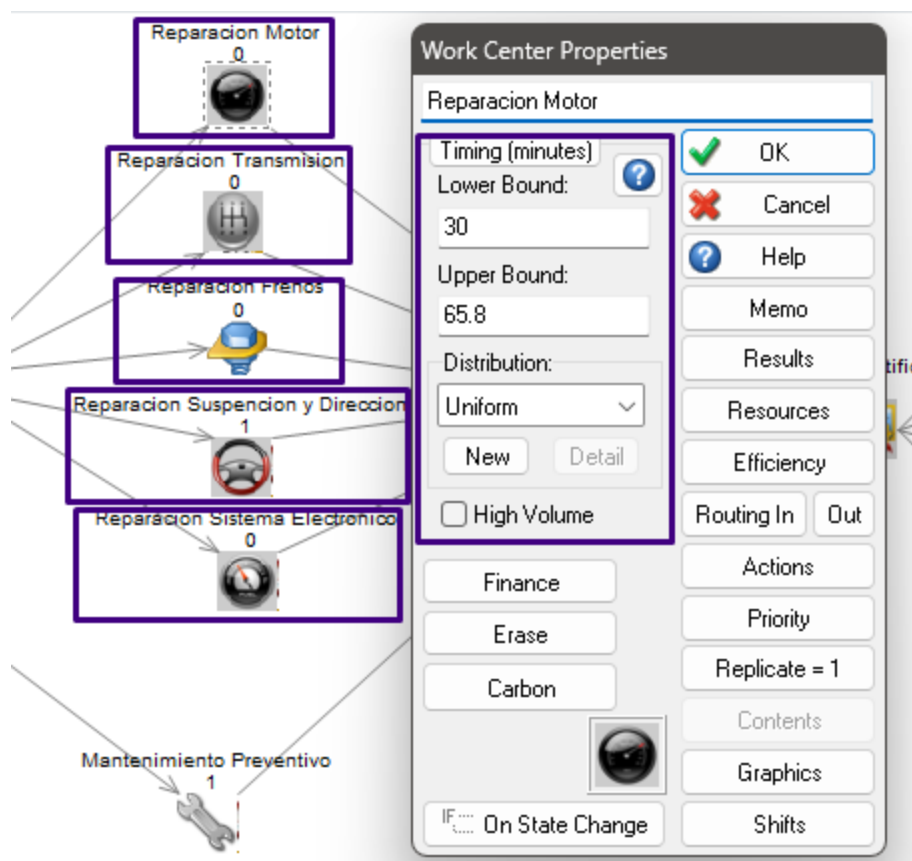 Reparacion Motor
0
Reparacion Transmision
0
Reparacion Frenos
0
Reparacion Suspencion y Direccion
1
Reparacion Sistema Electronico
0
Mantenimiento Preventivo
1
Work Center Properties
Reparacion Motor
Timing (minutes)
Lower Bound:
30
Upper Bound:
65.8
Distribution:
Uniform
New Detail
High Volume
Finance
Erase
Carbon
IF On State Change
OK
Cancel
Help
Memo
Results
Resources
Efficiency
Routing In Out
Actions
Priority
Replicate = 1
Contents
Graphics
Shifts